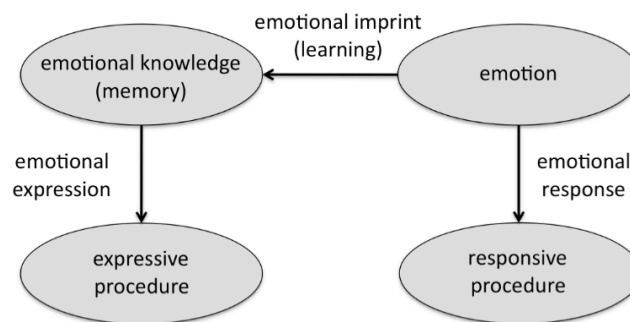 emotional imprint
(learning)
emotional knowledge
(memory)
emotion
emotional
expression
emotional
response
expressive
procedure
responsive
procedure